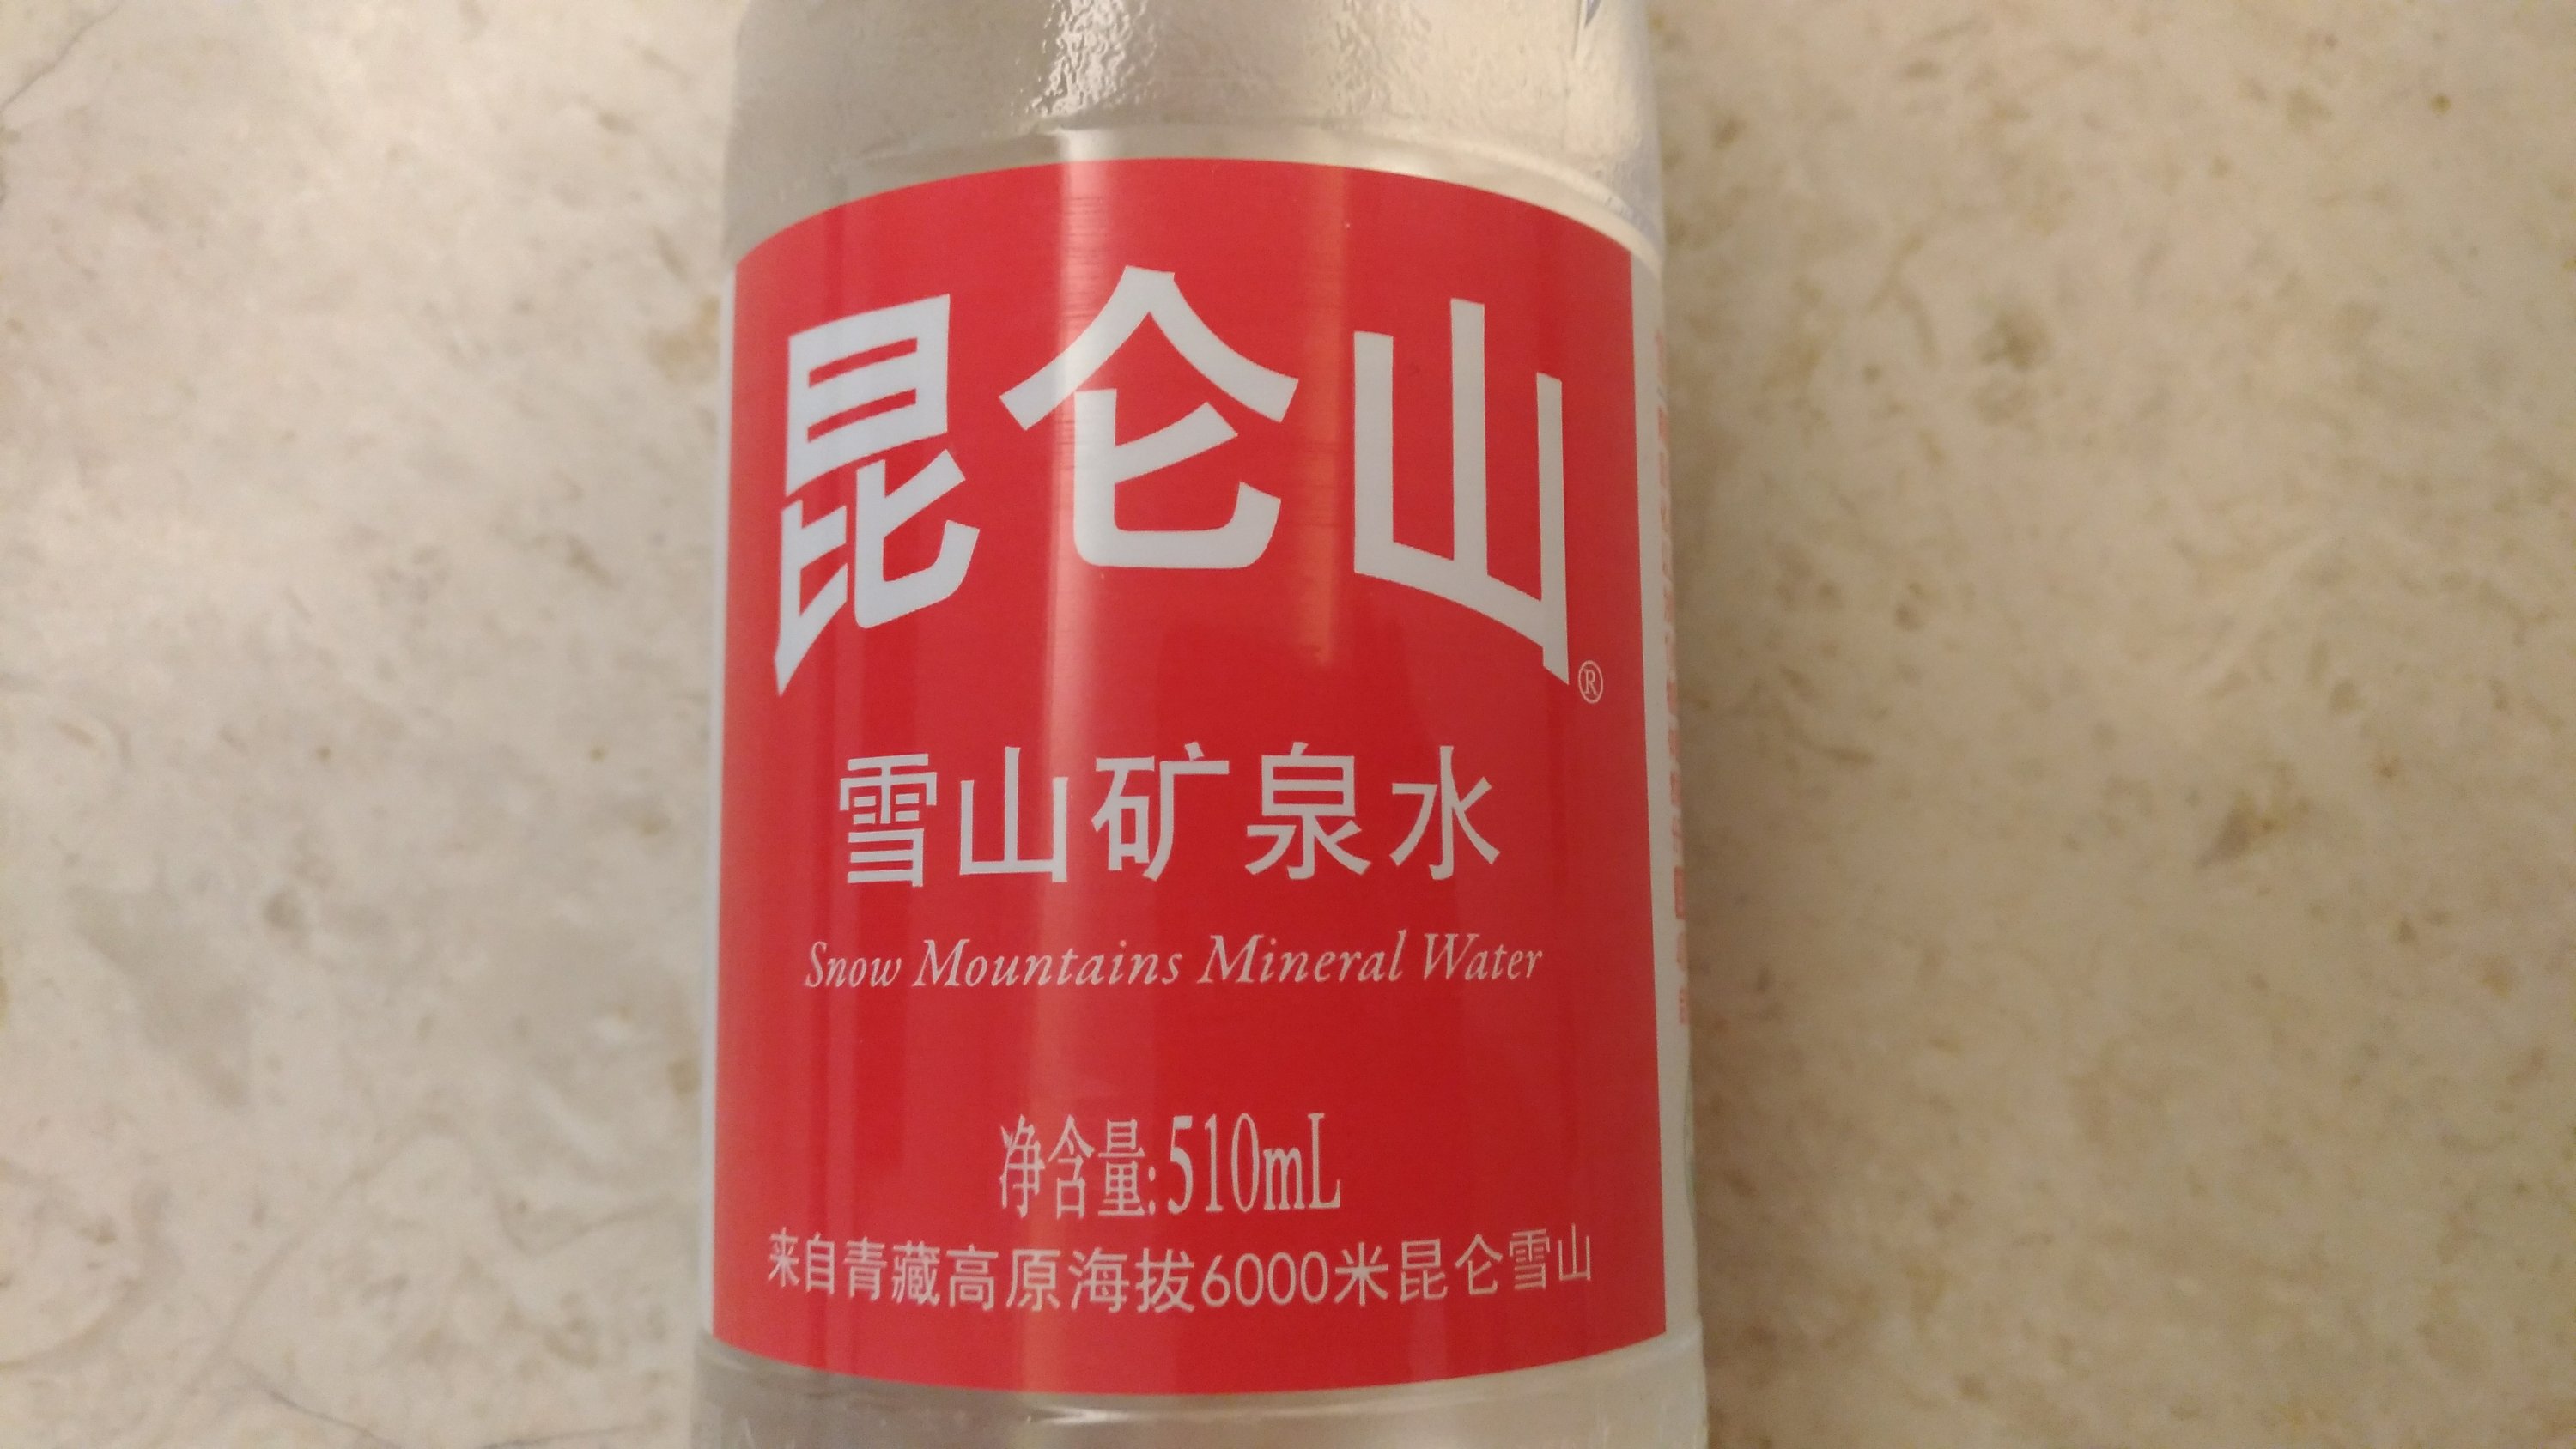 昆仑山®
雪山矿泉水
Snow Mountains Mineral Water
净含量:510mL
来自青藏高原海拔6000米昆仑雪山